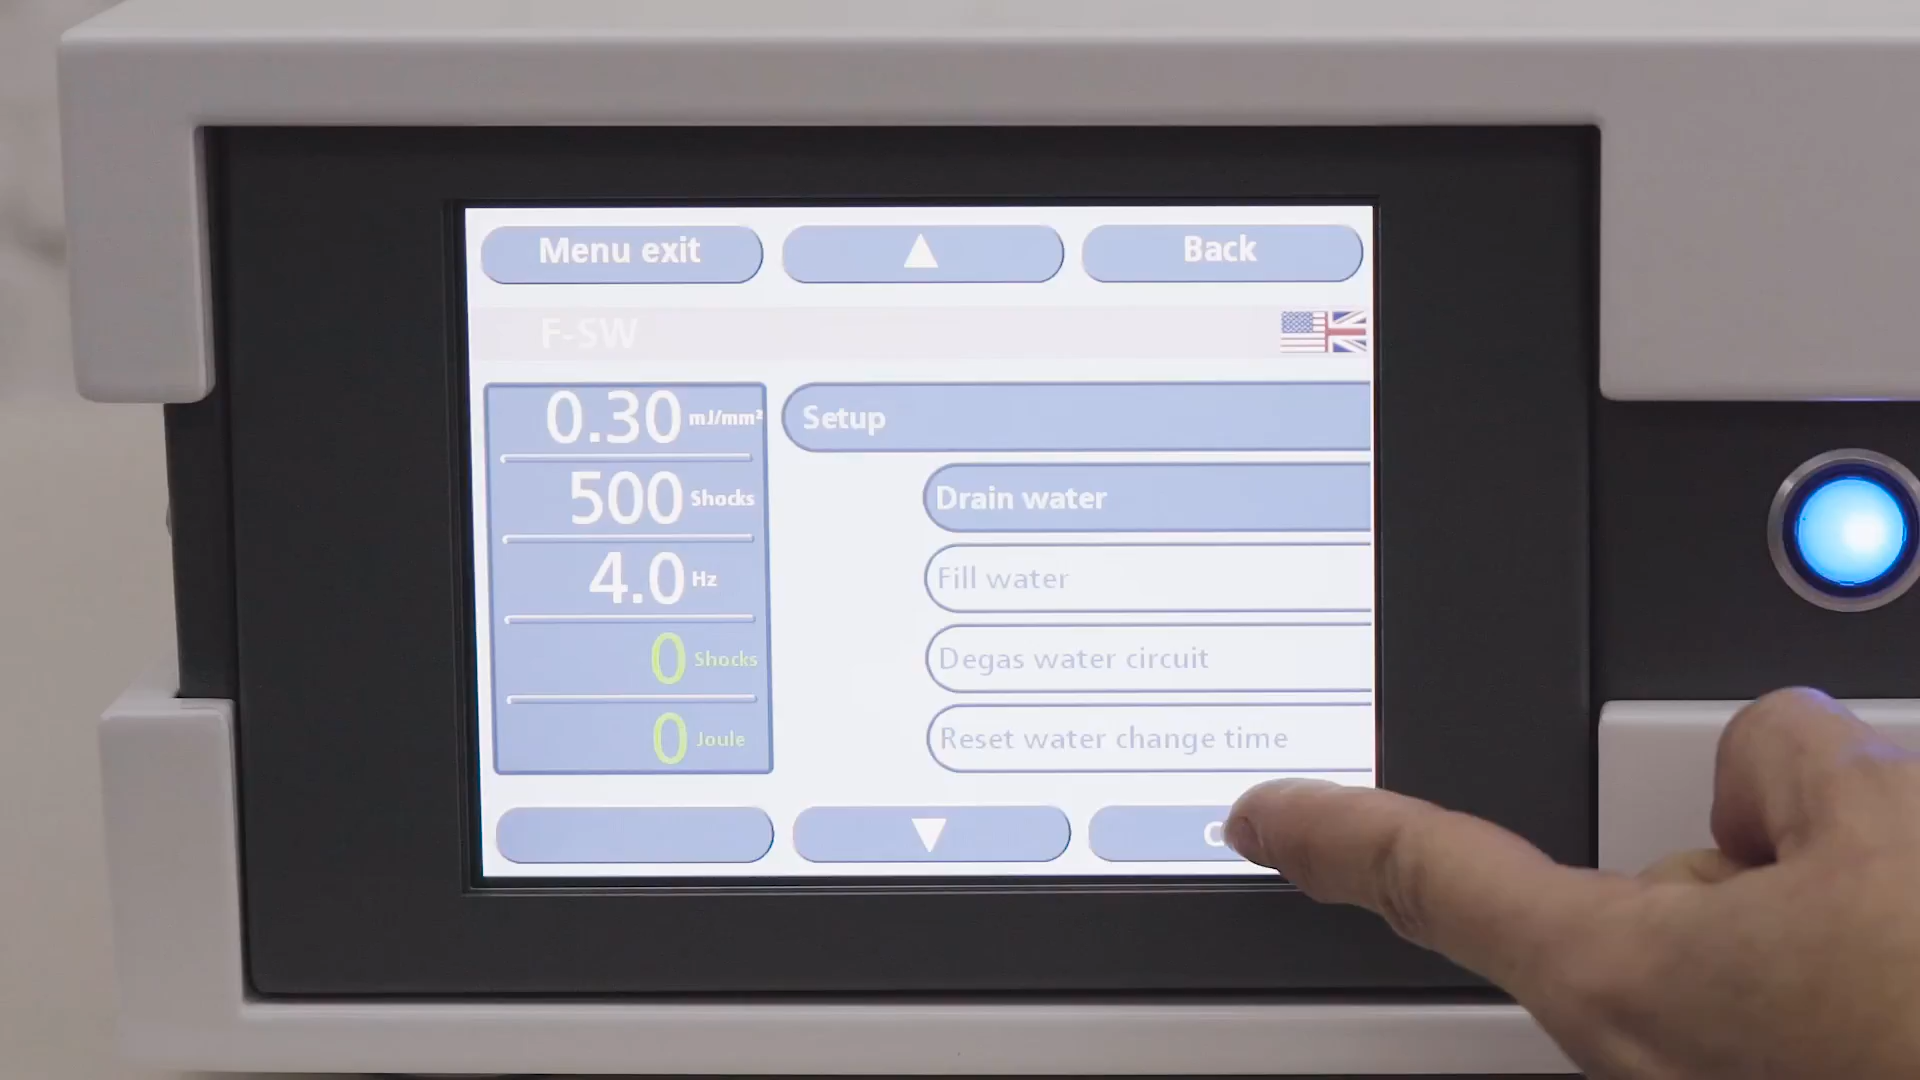 Menu exit
▲
Back
F-SW
0.30 mJ/mm²
500 Shocks
4.0 Hz
0 Shocks
0 Joule
Setup
Drain water
Fill water
Degas water circuit
Reset water change time
▼